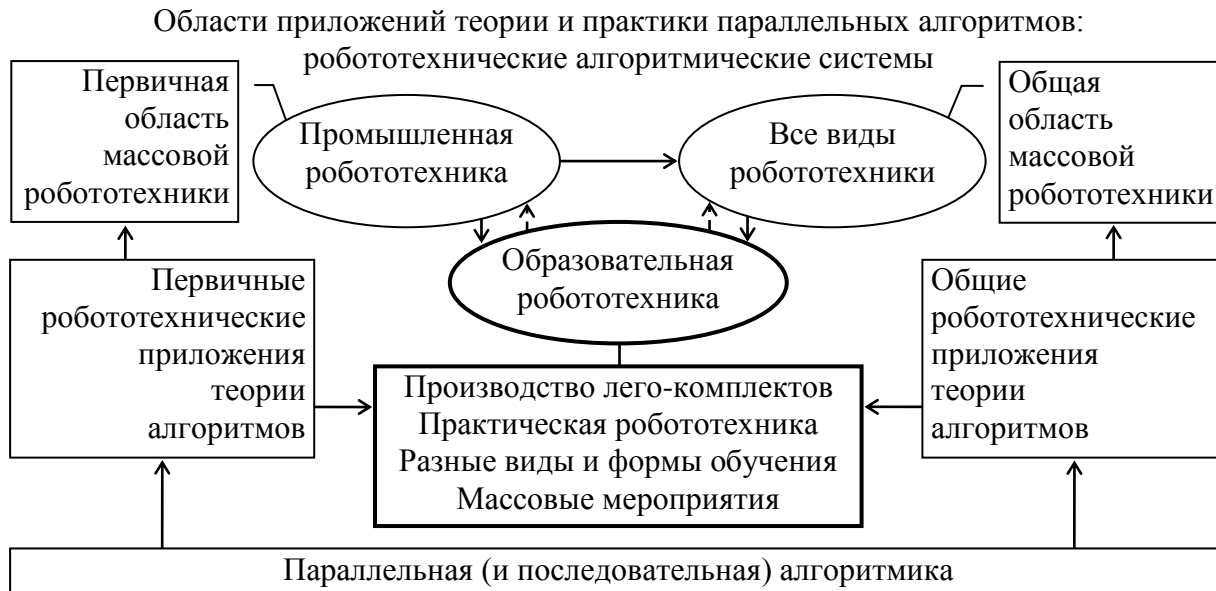 Области приложений теории и практики параллельных алгоритмов:
робототехнические алгоритмические системы
Первичная
область
массовой
робототехники
Промышленная
робототехника
Все виды
робототехники
Общая
область
массовой
робототехники
Образовательная
робототехника
Первичные
робототехнические
приложения
теории
алгоритмов
Производство лего-комплектов
Практическая робототехника
Разные виды и формы обучения
Массовые мероприятия
Общие
робототехнические
приложения
теории
алгоритмов
Параллельная (и последовательная) алгоритмика